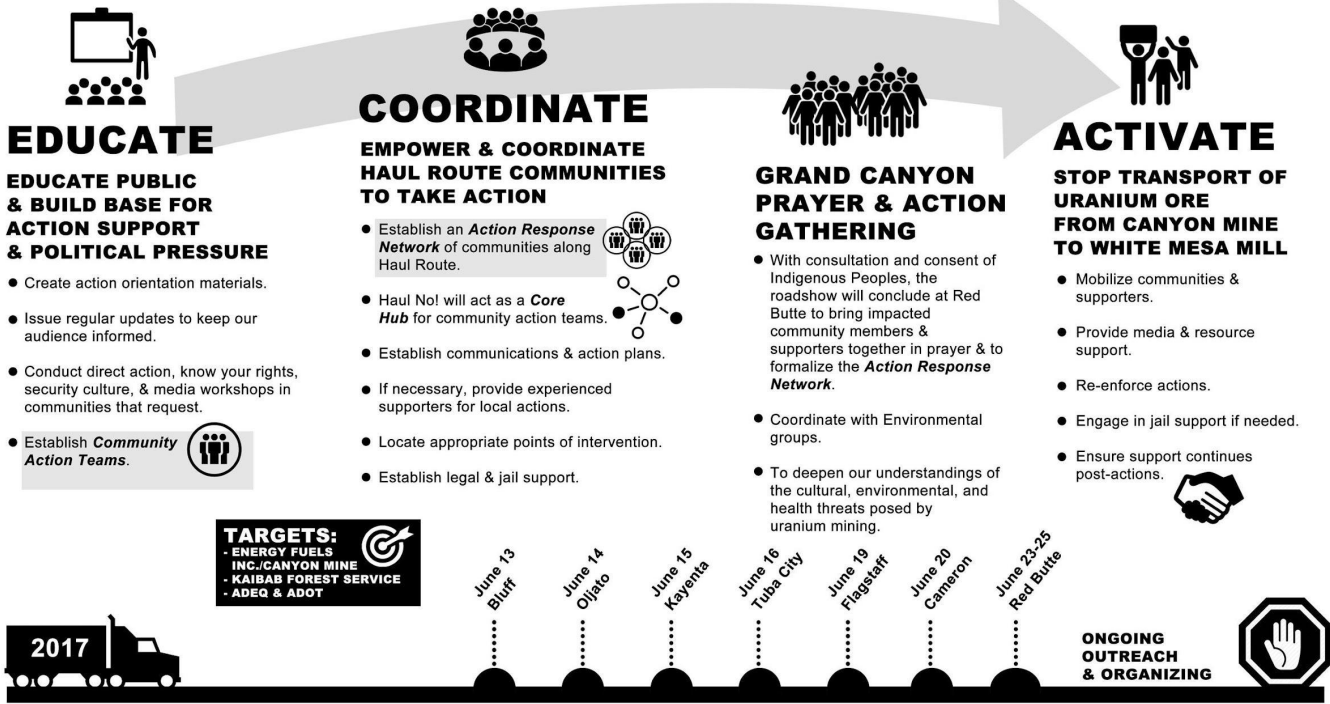 EDUCATE
EDUCATE PUBLIC
& BUILD BASE FOR
ACTION SUPPORT
& POLITICAL PRESSURE
● Create action orientation materials.
● Issue regular updates to keep our
audience informed.
● Conduct direct action, know your rights,
security culture, & media workshops in
communities that request.
● Establish Community
Action Teams.
COORDINATE
EMPOWER & COORDINATE
HAUL ROUTE COMMUNITIES
TO TAKE ACTION
● Establish an Action Response
Network of communities along
Haul Route.
● Haul No! will act as a Core
Hub for community action teams.
● Establish communications & action plans.
● If necessary, provide experienced
supporters for local actions.
● Locate appropriate points of intervention.
● Establish legal & jail support.
GRAND CANYON
PRAYER & ACTION
GATHERING
● With consultation and consent of
Indigenous Peoples, the
roadshow will conclude at Red
Butte to bring impacted
community members &
supporters together in prayer & to
formalize the Action Response
Network.
● Coordinate with Environmental
groups.
● To deepen our understandings of
the cultural, environmental, and
health threats posed by
uranium mining.
ACTIVATE
STOP TRANSPORT OF
URANIUM ORE
FROM CANYON MINE
TO WHITE MESA MILL
● Mobilize communities &
supporters.
● Provide media & resource
support.
● Re-enforce actions.
● Engage in jail support if needed.
● Ensure support continues
post-actions.
TARGETS:
- ENERGY FUELS
INC./CANYON MINE
- KAIBAB FOREST SERVICE
- ADEQ & ADOT
2017
June 13
Bluff
June 14
Oljato
June 15
Kayenta
June 16
Tuba City
June 19
Flagstaff
June 20
Cameron
June 23-25
Red Butte
ONGOING
OUTREACH
& ORGANIZING